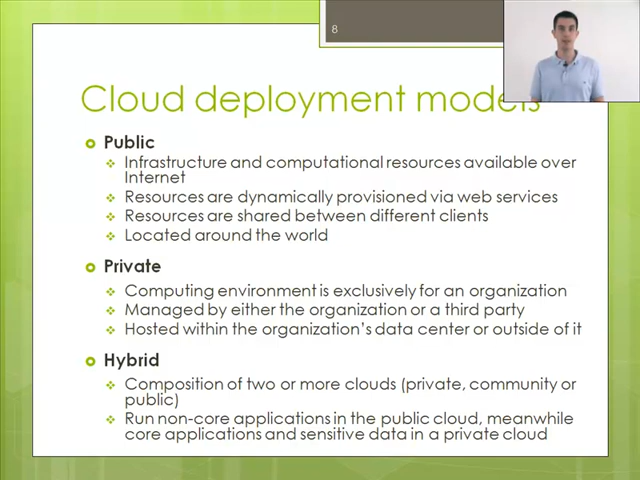 8
Cloud deployment models
Public
Infrastructure and computational resources available over
Internet
Resources are dynamically provisioned via web services
Resources are shared between different clients
Located around the world
Private
Computing environment is exclusively for an organization
Managed by either the organization or a third party
Hosted within the organization's data center or outside of it
Hybrid
Composition of two or more clouds (private, community or
public)
Run non-core applications in the public cloud, meanwhile
core applications and sensitive data in a private cloud